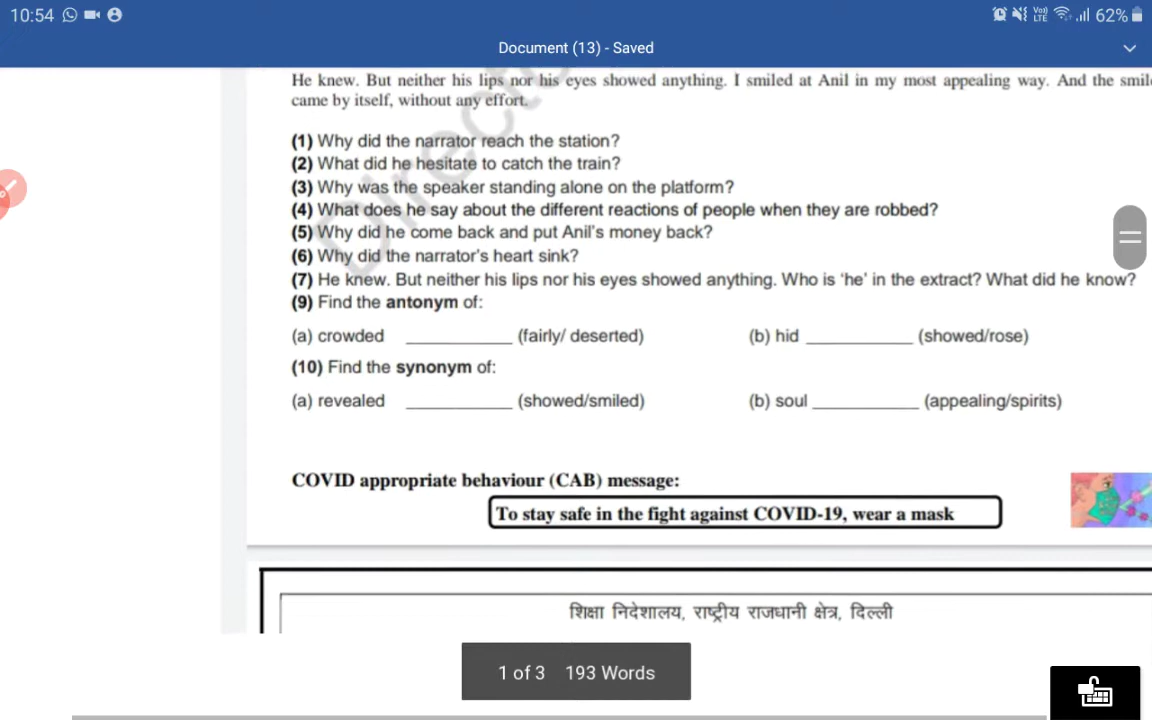 10:54
Vo)) LTE 62%
Document (13) - Saved
He knew. But neither his lips nor his eyes showed anything. I smiled at Anil in my most appealing way. And the smil
came by itself, without any effort.
(1) Why did the narrator reach the station?
(2) What did he hesitate to catch the train?
(3) Why was the speaker standing alone on the platform?
(4) What does he say about the different reactions of people when they are robbed?
(5) Why did he come back and put Anil's money back?
(6) Why did the narrator's heart sink?
(7) He knew. But neither his lips nor his eyes showed anything. Who is 'he' in the extract? What did he know?
(9) Find the antonym of:
(a) crowded ____________ (fairly/ deserted) (b) hid ____________ (showed/rose)
(10) Find the synonym of:
(a) revealed ____________ (showed/smiled) (b) soul ____________ (appealing/spirits)
COVID appropriate behaviour (CAB) message:
To stay safe in the fight against COVID-19, wear a mask
शिक्षा निदेशालय, राष्ट्रीय राजधानी क्षेत्र, दिल्ली
1 of 3 193 Words